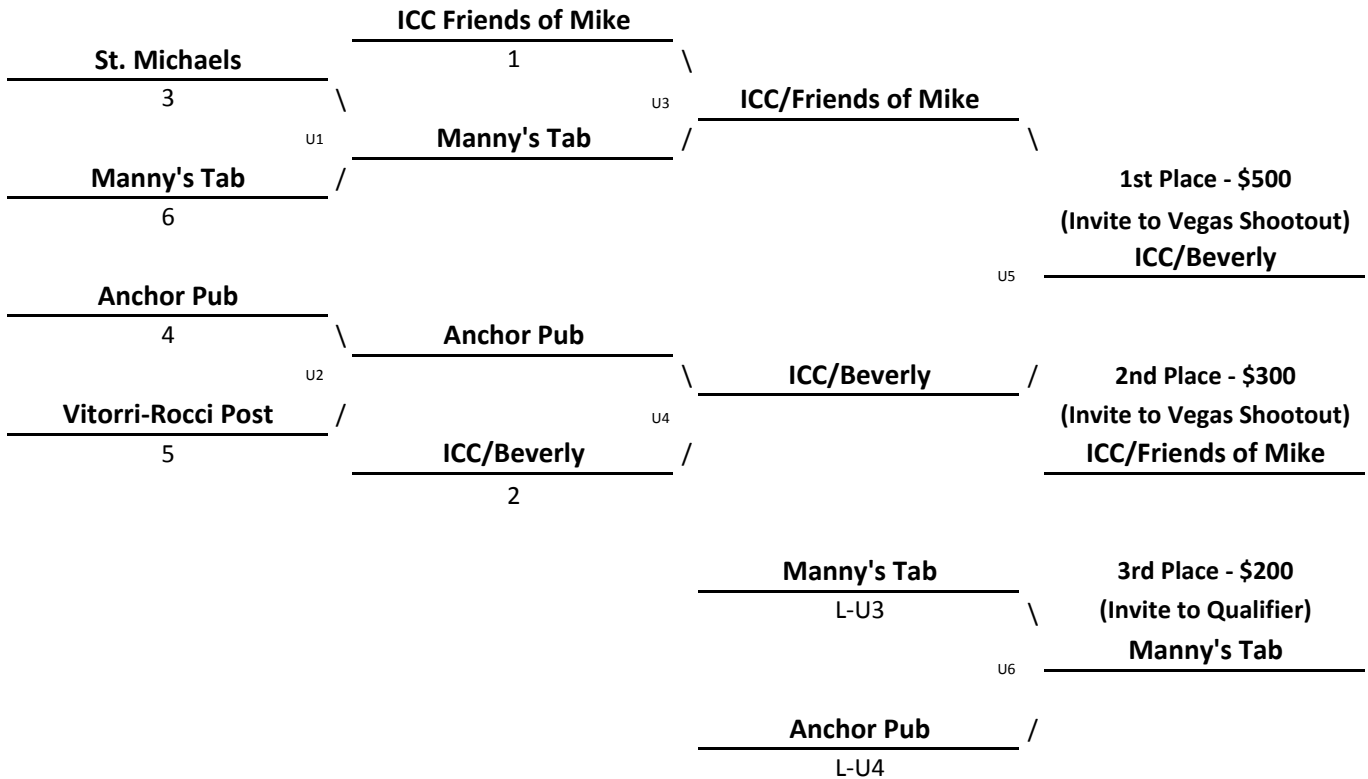 ICC Friends of Mike
St. Michaels
1 \
3 \
U3 ICC/Friends of Mike
U1 Manny's Tab / \
Manny's Tab / 1st Place - $500
6 (Invite to Vegas Shootout)
U5 ICC/Beverly
Anchor Pub
4 \ Anchor Pub
U2 \ ICC/Beverly / 2nd Place - $300
Vitorri-Rocci Post / U4 (Invite to Vegas Shootout)
5 ICC/Beverly / ICC/Friends of Mike
2
Manny's Tab 3rd Place - $200
L-U3 \ (Invite to Qualifier)
Manny's Tab
U6
Anchor Pub /
L-U4